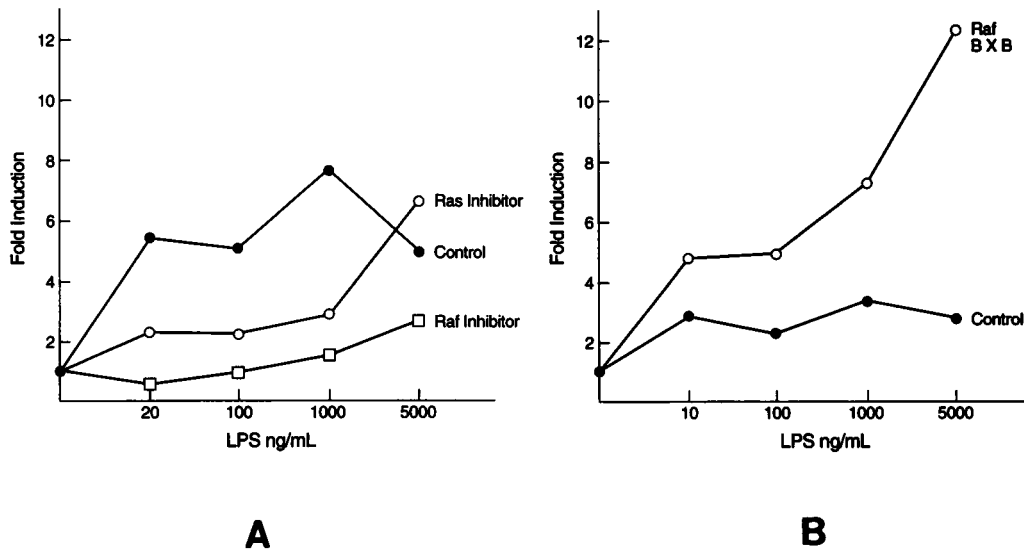 12
10
8
6
4
2
Fold Induction
Ras Inhibitor
Control
Raf Inhibitor
20 100 1000 5000
LPS ng/mL
A
12
10
8
6
4
2
Fold Induction
Raf
B X B
Control
10 100 1000 5000
LPS ng/mL
B